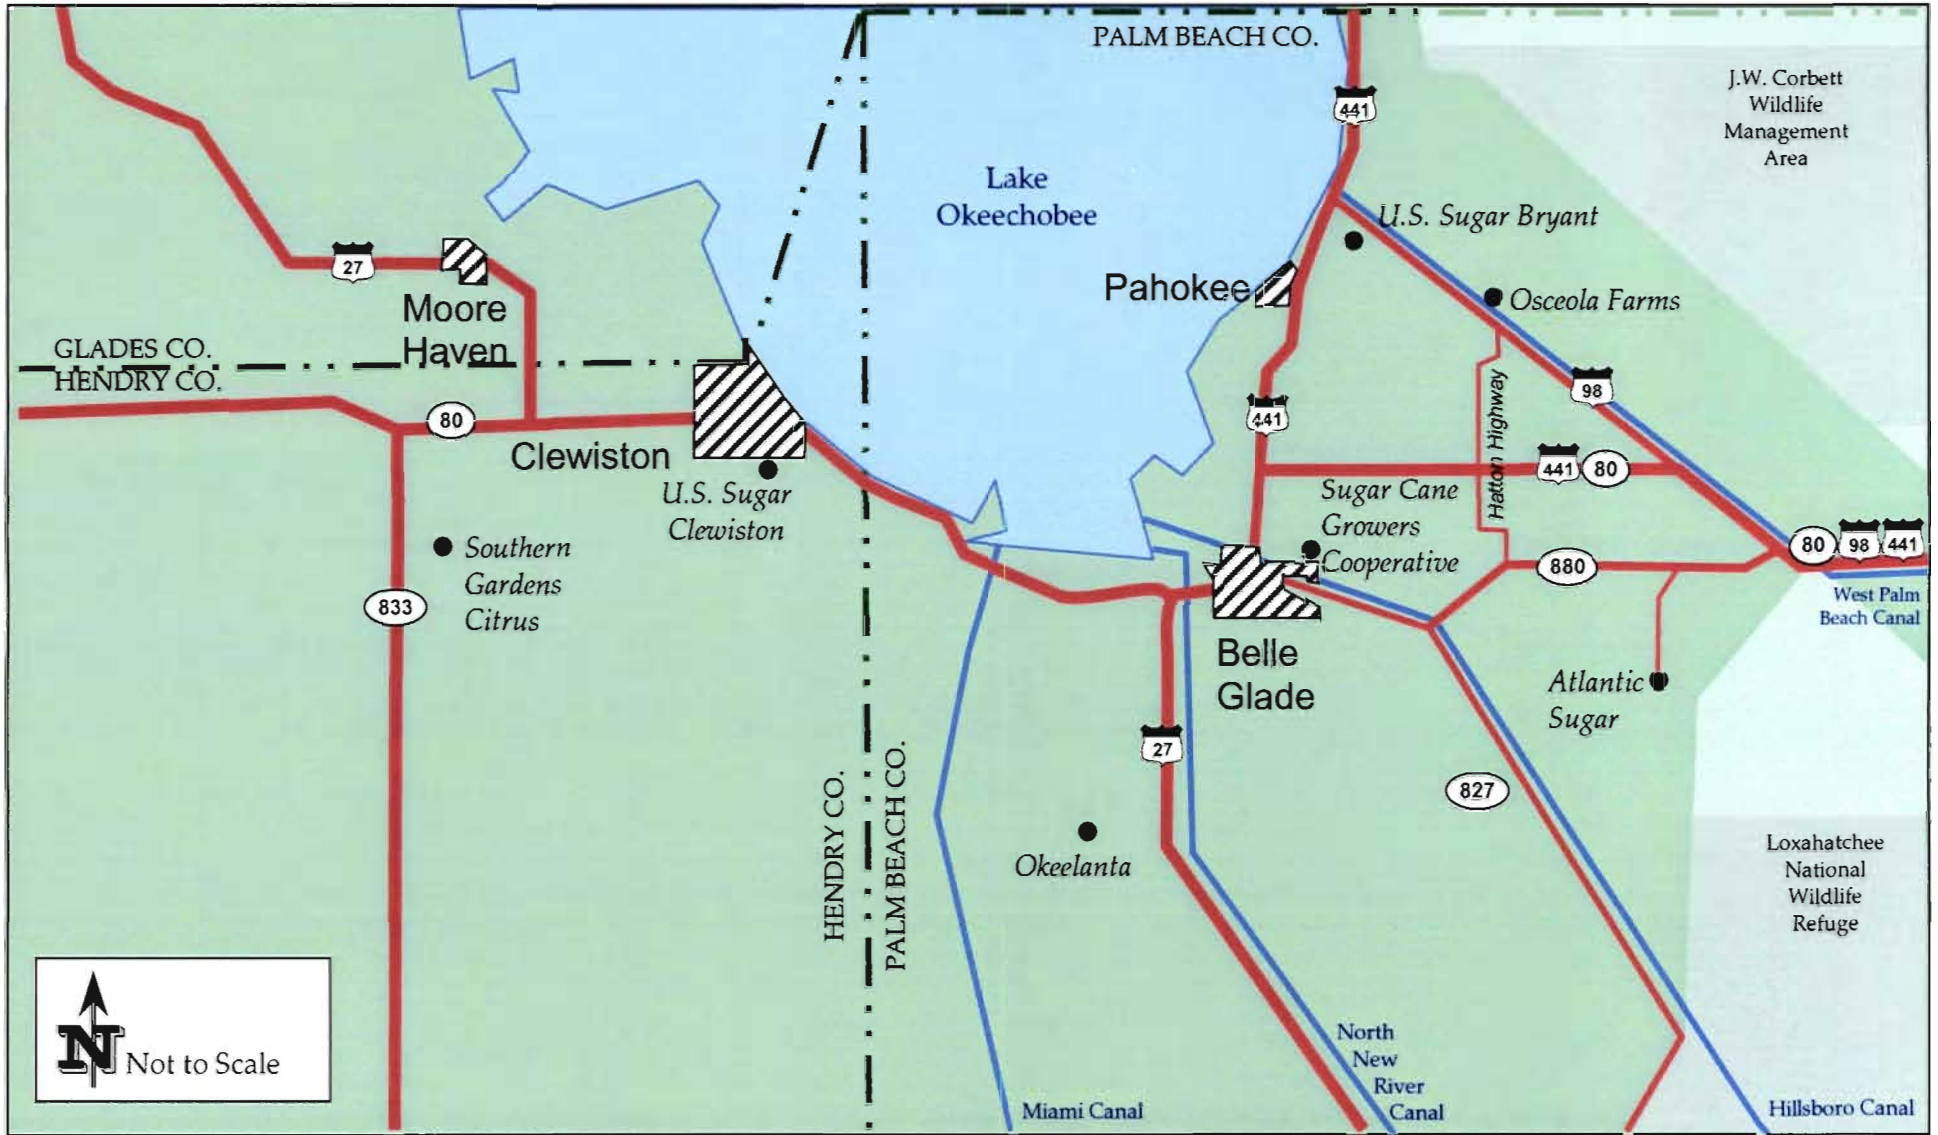 PALM BEACH CO.
J.W. Corbett
Wildlife
Management
Area
441
Lake
Okeechobee
U.S. Sugar Bryant
27
Moore
Haven
Pahokee
Osceola Farms
GLADES CO.
HENDRY CO.
98
80
441
Hatton Highway
Clewiston
441
80
U.S. Sugar
Clewiston
Sugar Cane
Growers
Cooperative
Southern
Gardens
Citrus
80
98
441
880
833
West Palm
Beach Canal
Belle
Glade
Atlantic
Sugar
27
827
HENDRY CO.
PALM BEACH CO.
Okeelanta
Loxahatchee
National
Wildlife
Refuge
N
Not to Scale
North
New
River
Canal
Miami Canal
Hillsboro Canal